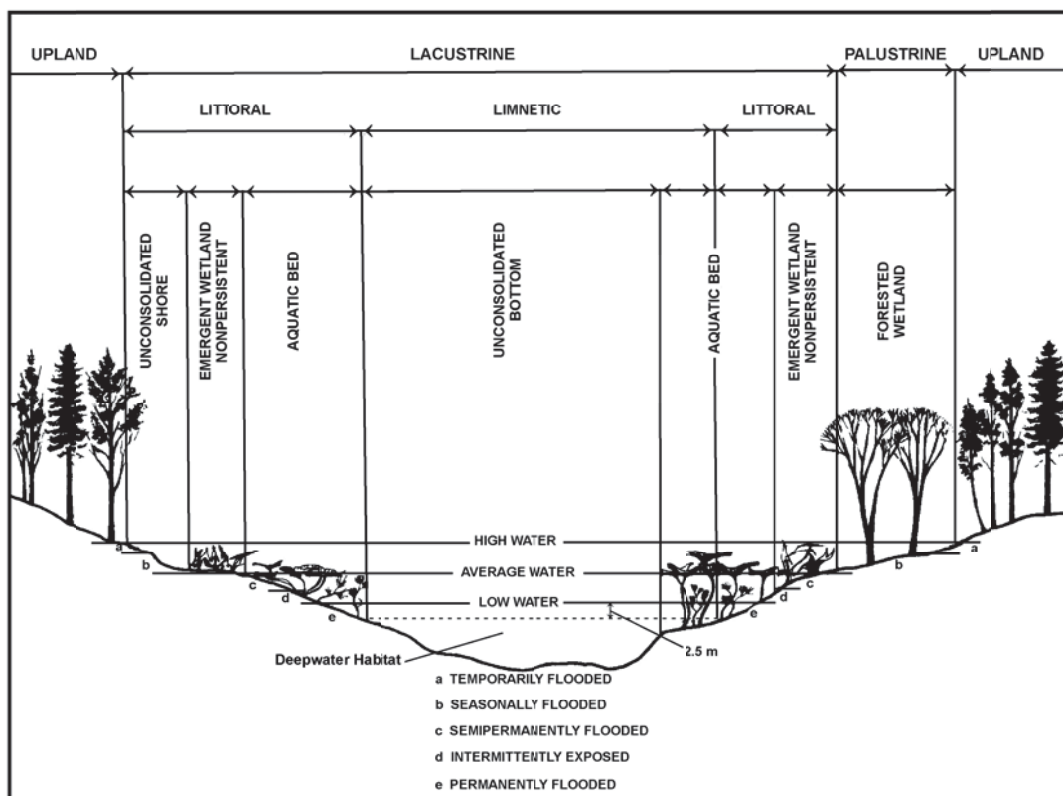 UPLAND
LACUSTRINE
PALUSTRINE
UPLAND
LITTORAL
LIMNETIC
LITTORAL
UNCONSOLIDATED
SHORE
EMERGENT WETLAND
NONPERSISTENT
AQUATIC BED
UNCONSOLIDATED
BOTTOM
AQUATIC BED
EMERGENT WETLAND
NONPERSISTENT
FORESTED
WETLAND
HIGH WATER
a
a
b
b
AVERAGE WATER
c
c
d
d
LOW WATER
e
e
2.5 m
Deepwater Habitat
a TEMPORARILY FLOODED
b SEASONALLY FLOODED
c SEMIPERMANENTLY FLOODED
d INTERMITTENTLY EXPOSED
e PERMANENTLY FLOODED